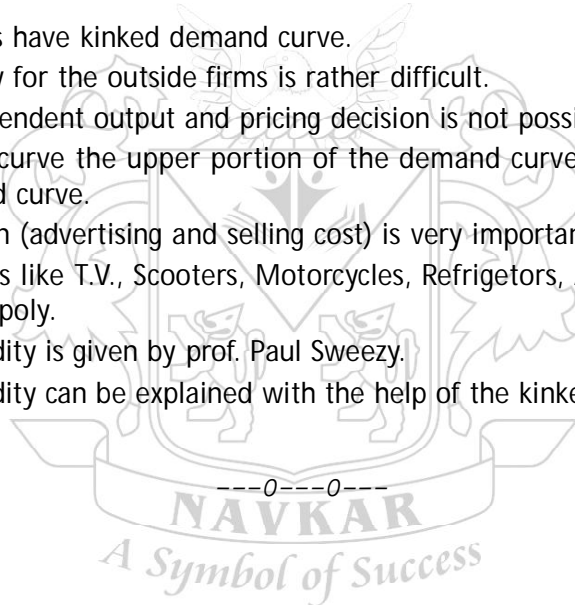 s have kinked demand curve.
for the outside firms is rather difficult.
endent output and pricing decision is not possi
curve the upper portion of the demand curve
d curve.
n (advertising and selling cost) is very importan
s like T.V., Scooters, Motorcycles, Refrigetors,
poly.
dity is given by prof. Paul Sweezy.
dity can be explained with the help of the kinke
---0---0---
NAVKAR
A Symbol of Success